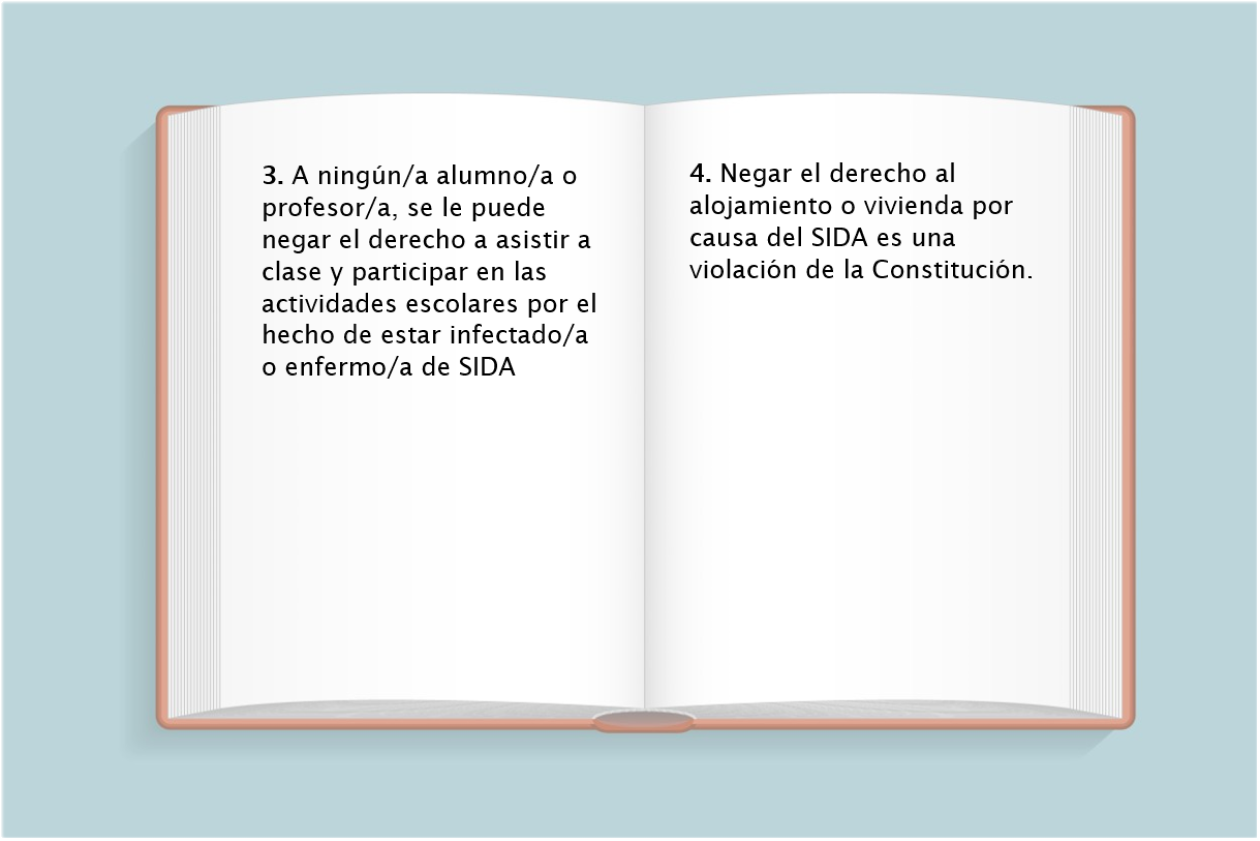 3. A ningún/a alumno/a o
profesor/a, se le puede
negar el derecho a asistir a
clase y participar en las
actividades escolares por el
hecho de estar infectado/a
o enfermo/a de SIDA
4. Negar el derecho al
alojamiento o vivienda por
causa del SIDA es una
violación de la Constitución.